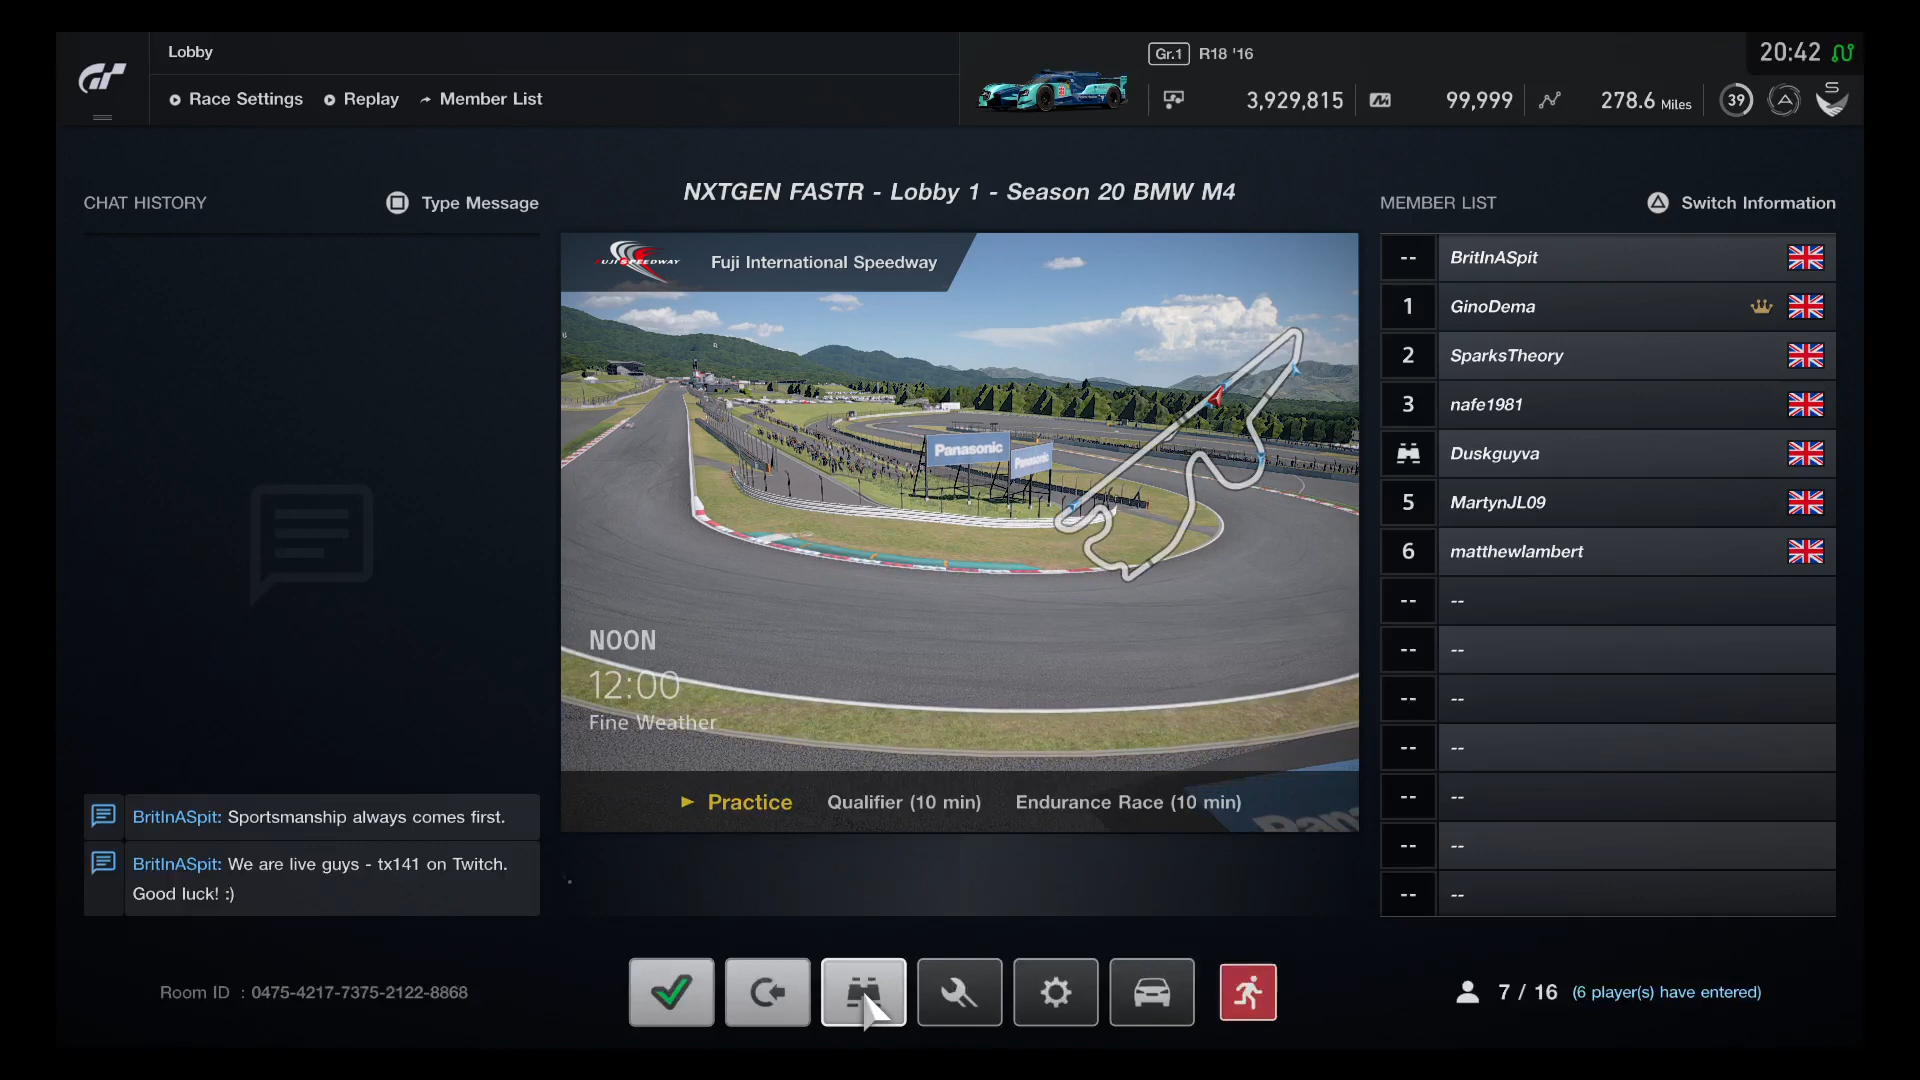 Lobby
Race Settings
Replay
Member List
Gr.1 R18 '16
3,929,815
99,999
278.6 Miles
39
A
S
20:42
CHAT HISTORY
Type Message
NXTGEN FASTR - Lobby 1 - Season 20 BMW M4
MEMBER LIST
Switch Information
FUJI SPEEDWAY
Fuji International Speedway
Panasonic
Panasonic
NOON
12:00
Fine Weather
Practice
Qualifier (10 min)
Endurance Race (10 min)
-- BritInASpit
1 GinoDema
2 SparksTheory
3 nafe1981
Duskguyva
5 MartynJL09
6 matthewlambert
-- --
-- --
-- --
-- --
-- --
-- --
-- --
BritInASpit: Sportsmanship always comes first.
BritInASpit: We are live guys - tx141 on Twitch.
Good luck! :)
Room ID : 0475-4217-7375-2122-8868
7 / 16 (6 player(s) have entered)